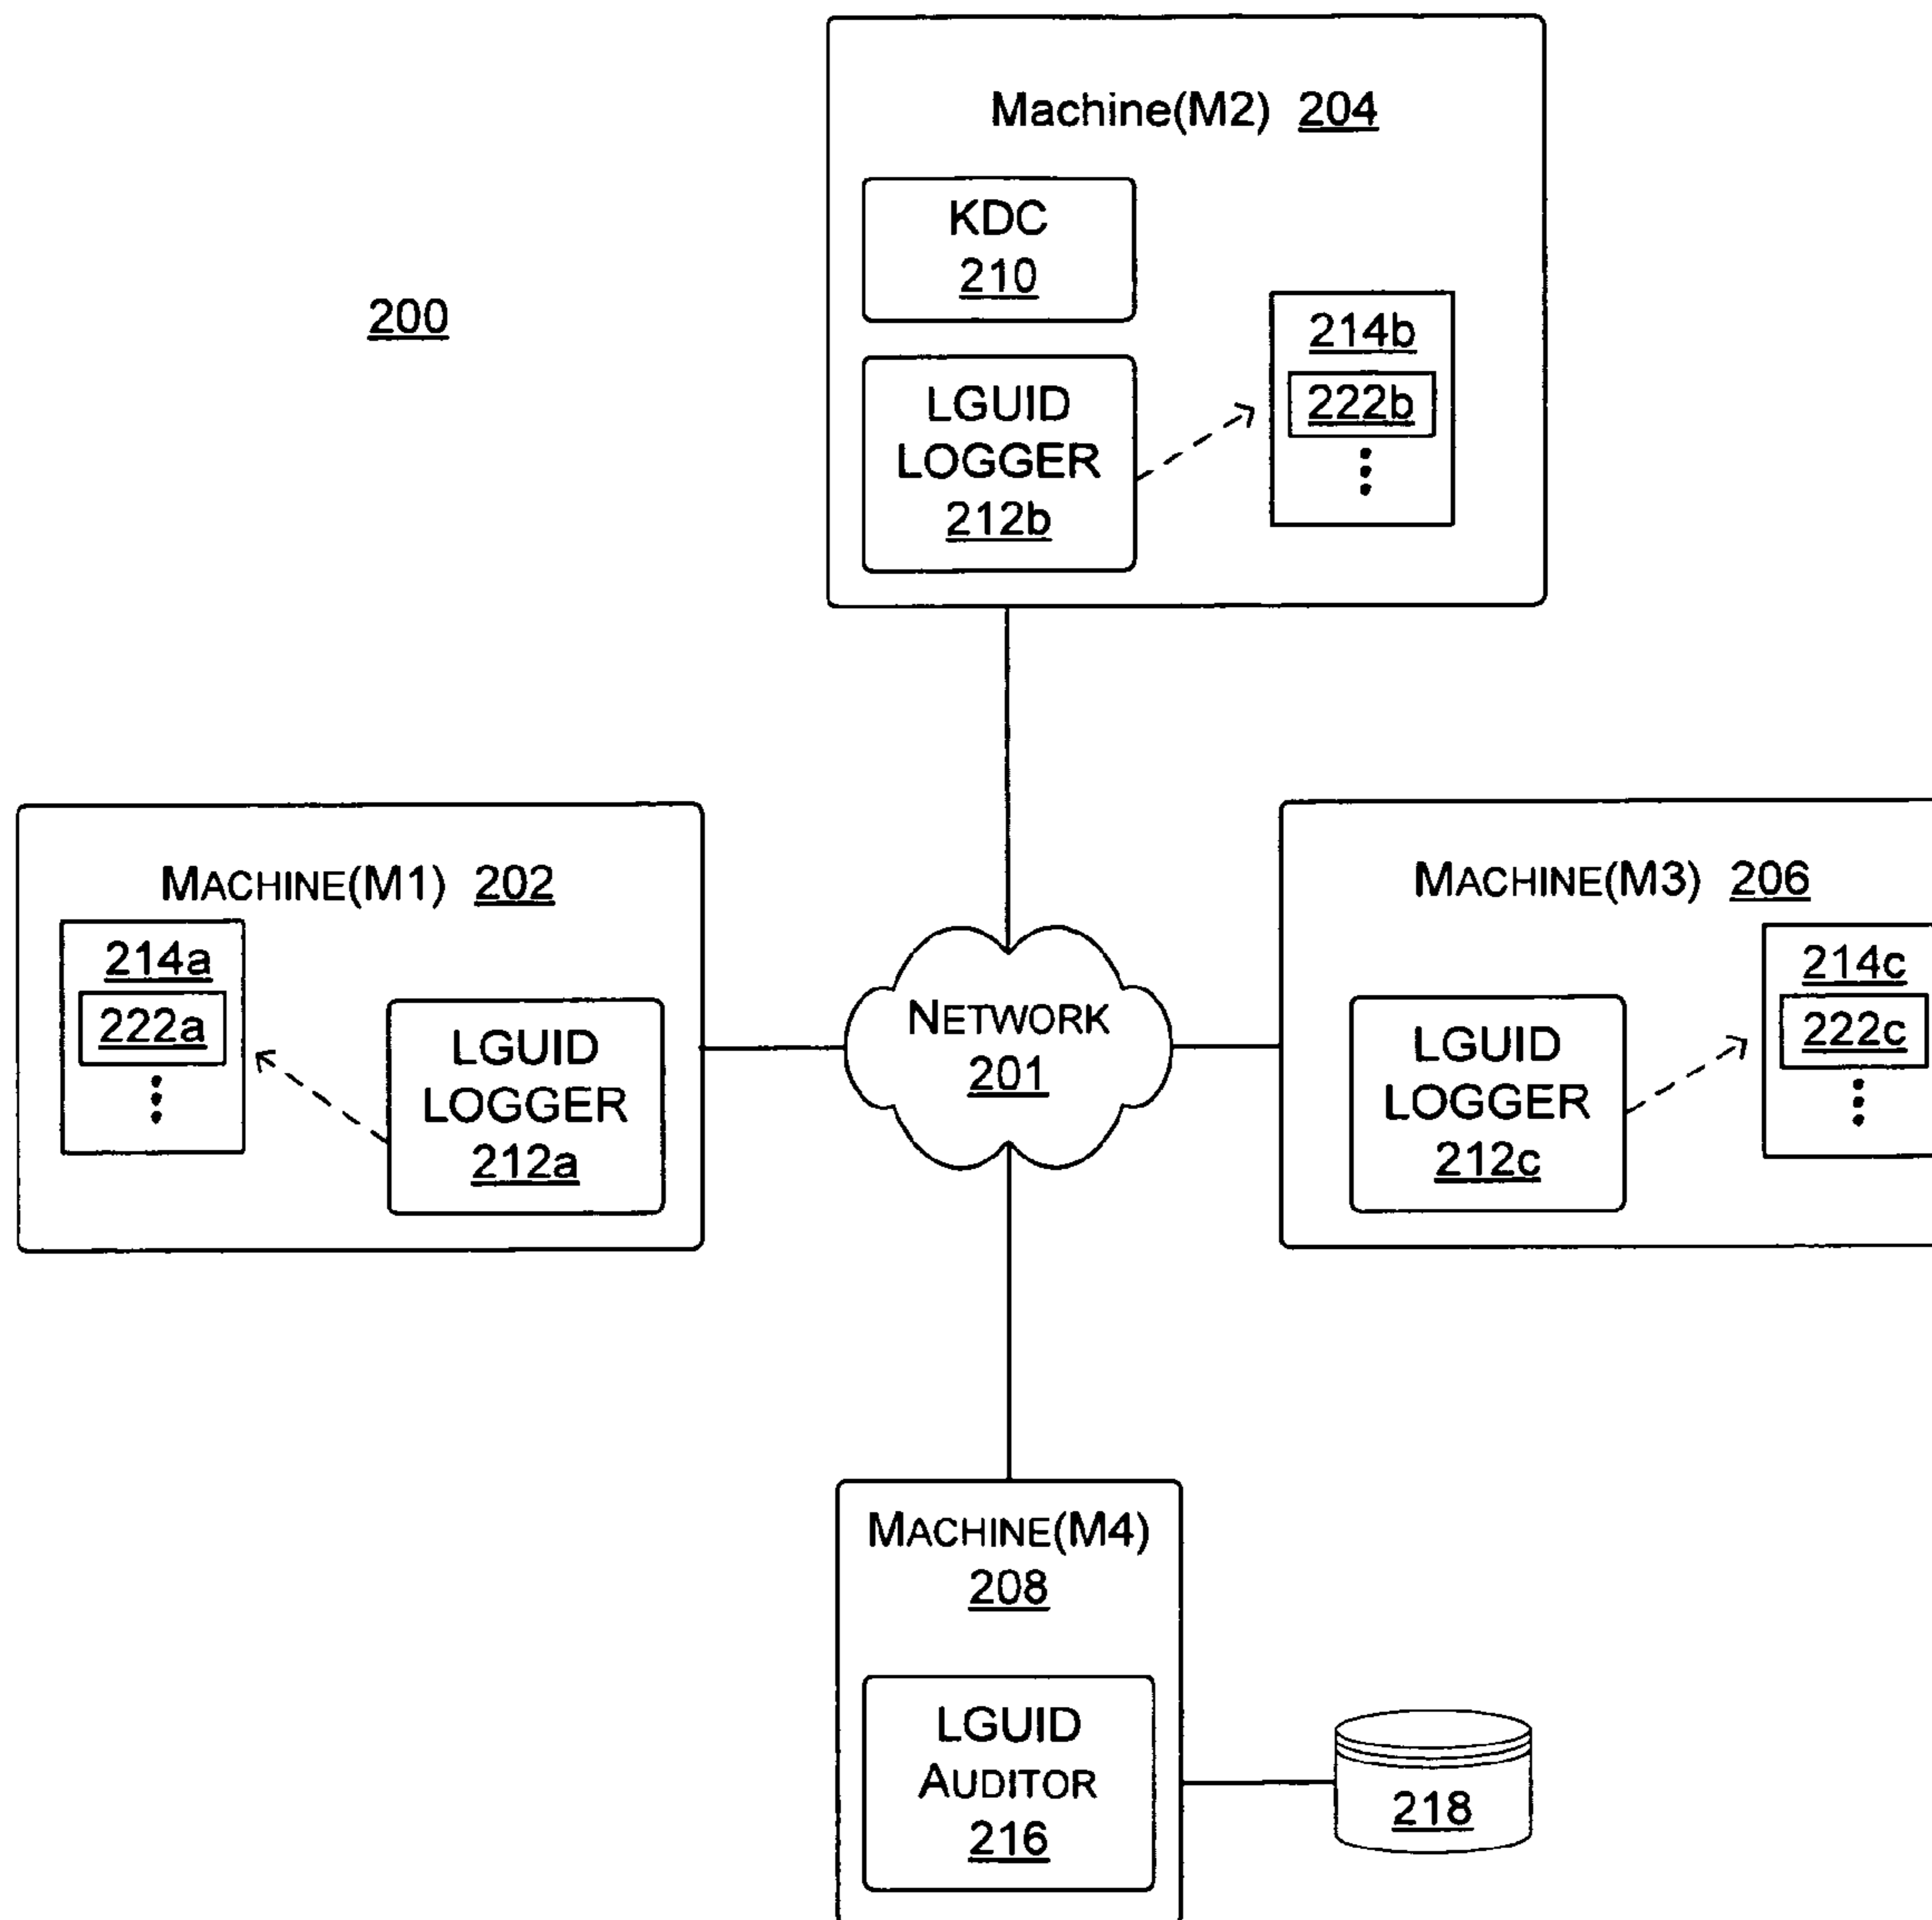 Machine(M2) 204
KDC
210
200
214b
222b
LGUID
LOGGER
212b
MACHINE(M1) 202
214a
222a
LGUID
LOGGER
212a
NETWORK
201
MACHINE(M3) 206
214c
222c
LGUID
LOGGER
212c
MACHINE(M4)
208
LGUID
AUDITOR
216
218